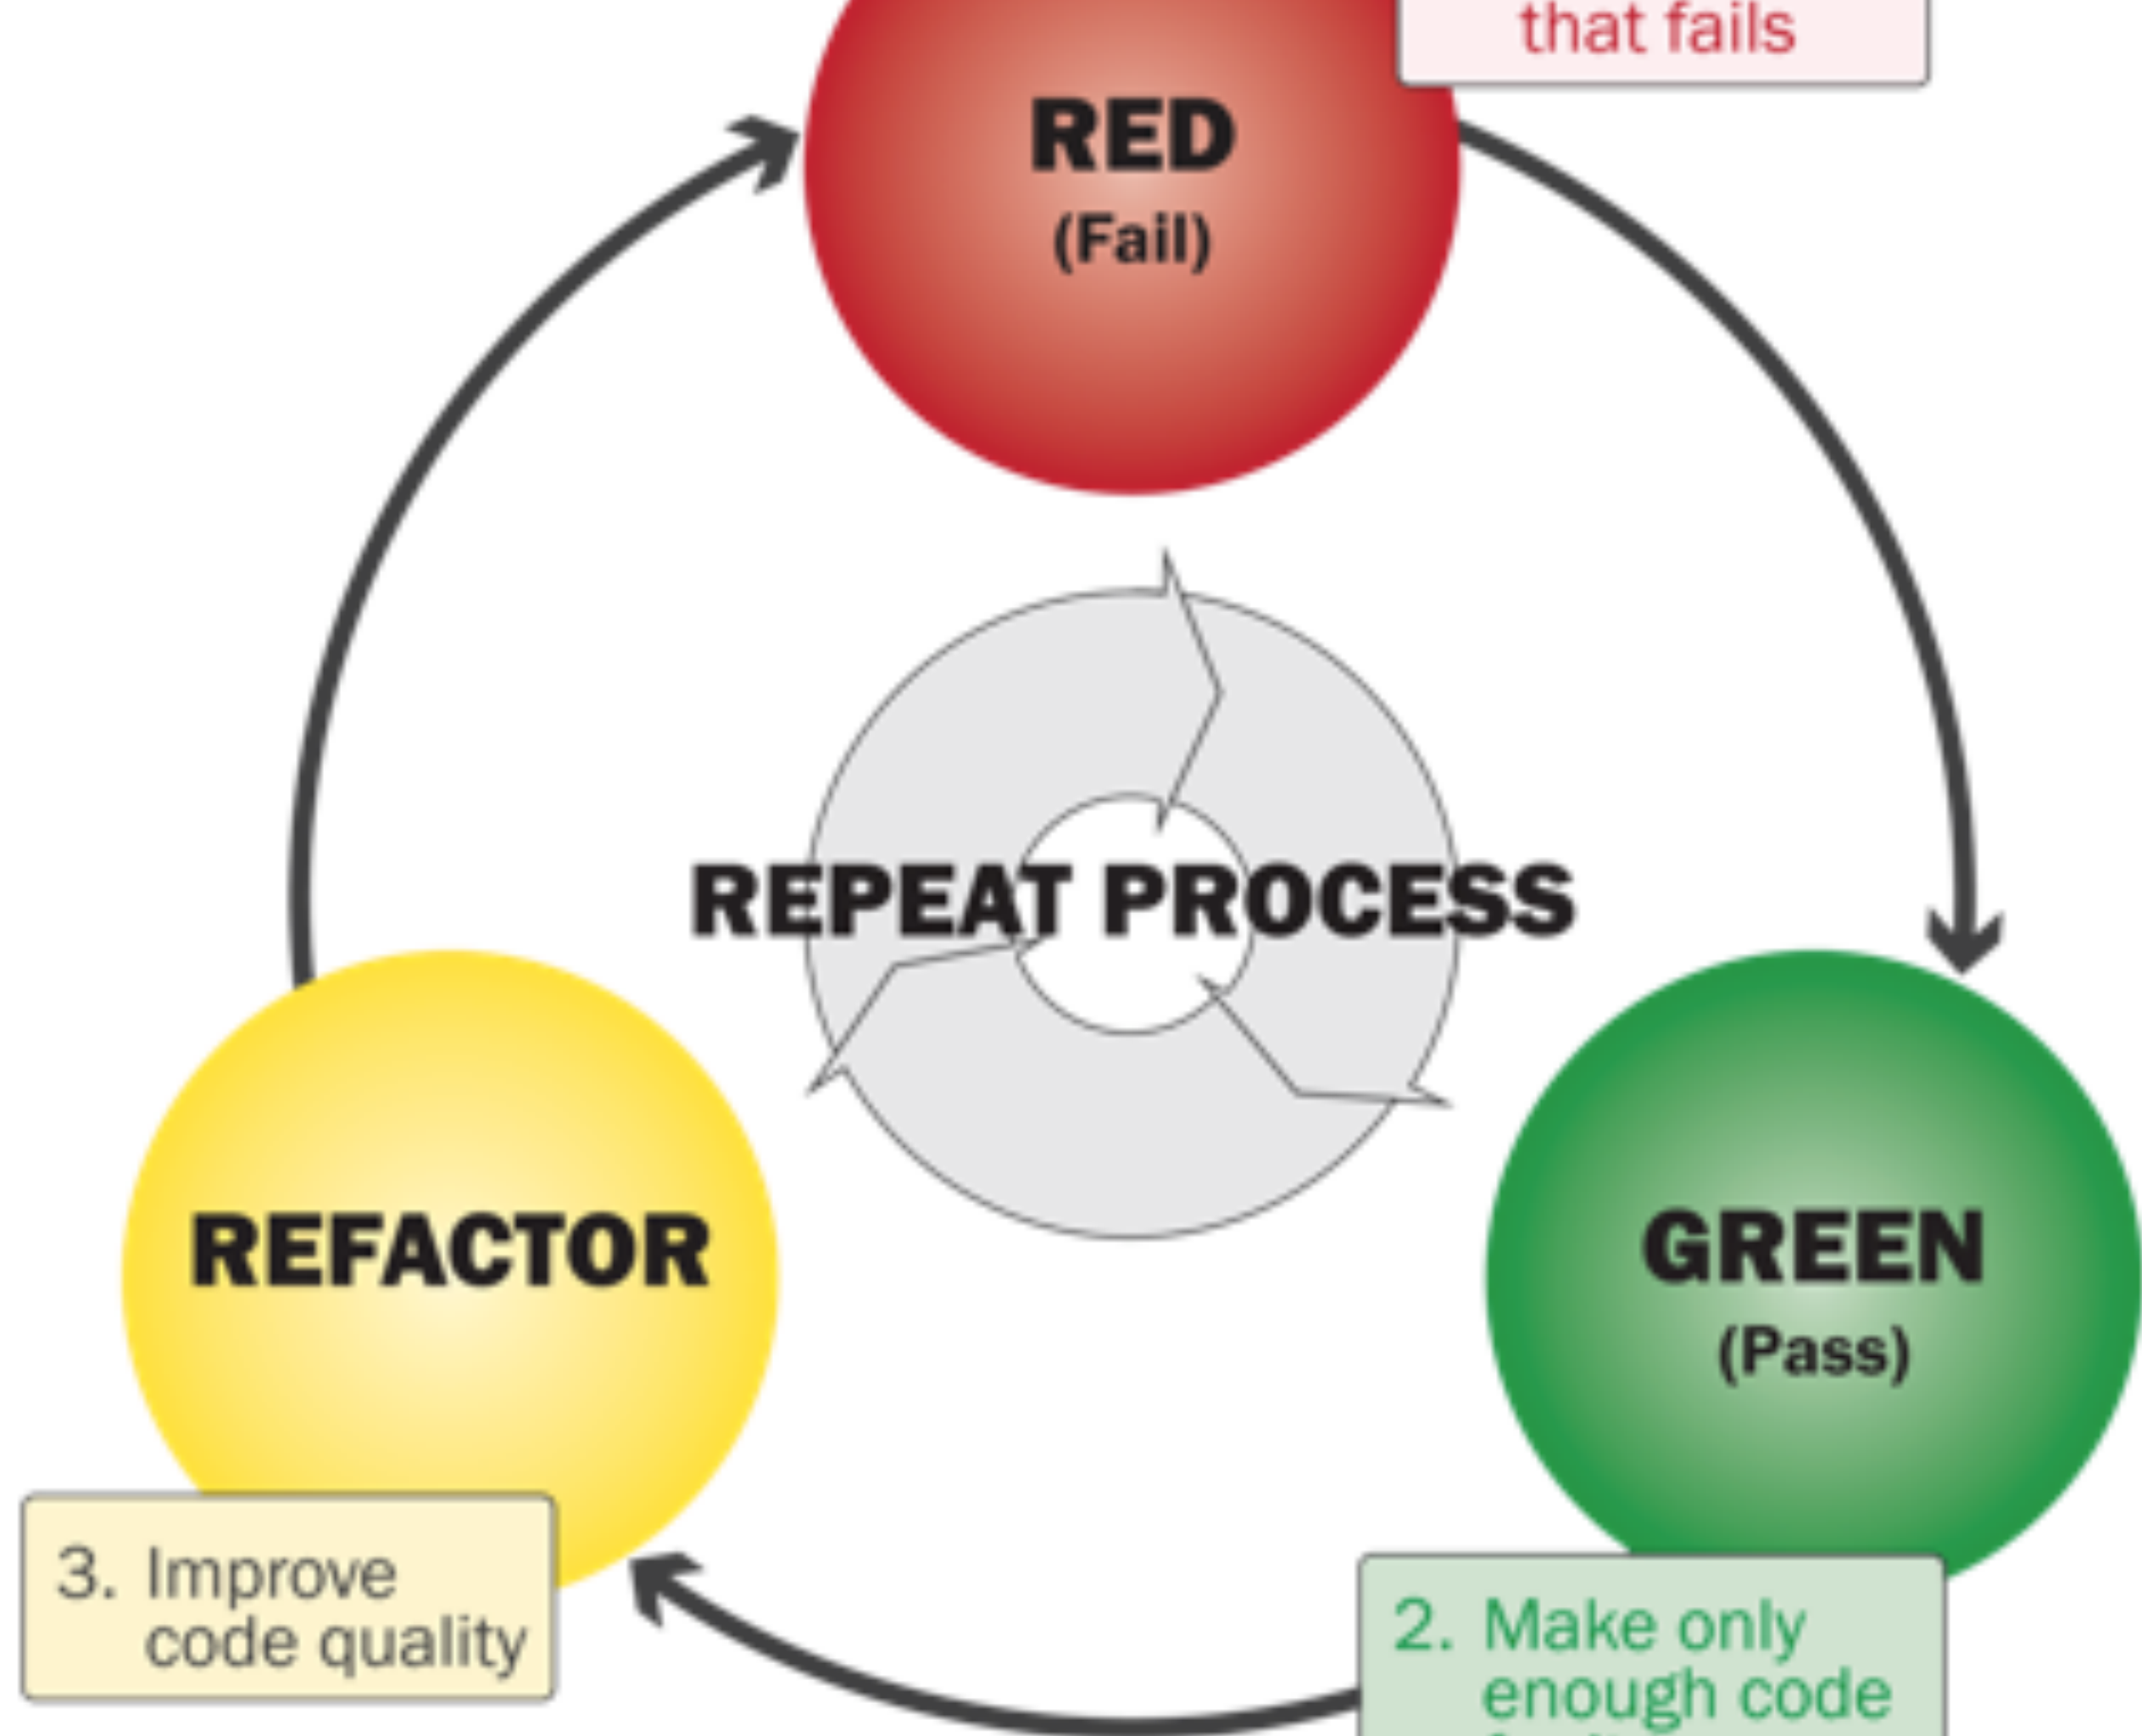 that fails
RED
(Fail)
REPEAT PROCESS
REFACTOR
GREEN
(Pass)
3. Improve
code quality
2. Make only
enough code